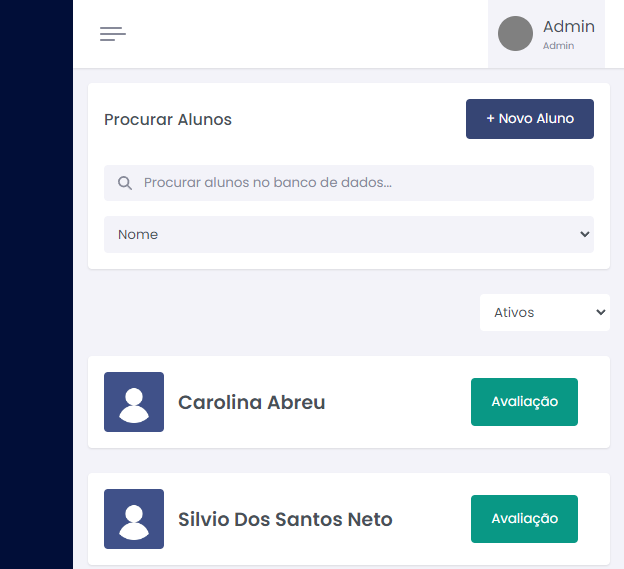 Admin
Admin
Procurar Alunos
+ Novo Aluno
Procurar alunos no banco de dados...
Nome
Ativos
Carolina Abreu
Avaliação
Silvio Dos Santos Neto
Avaliação